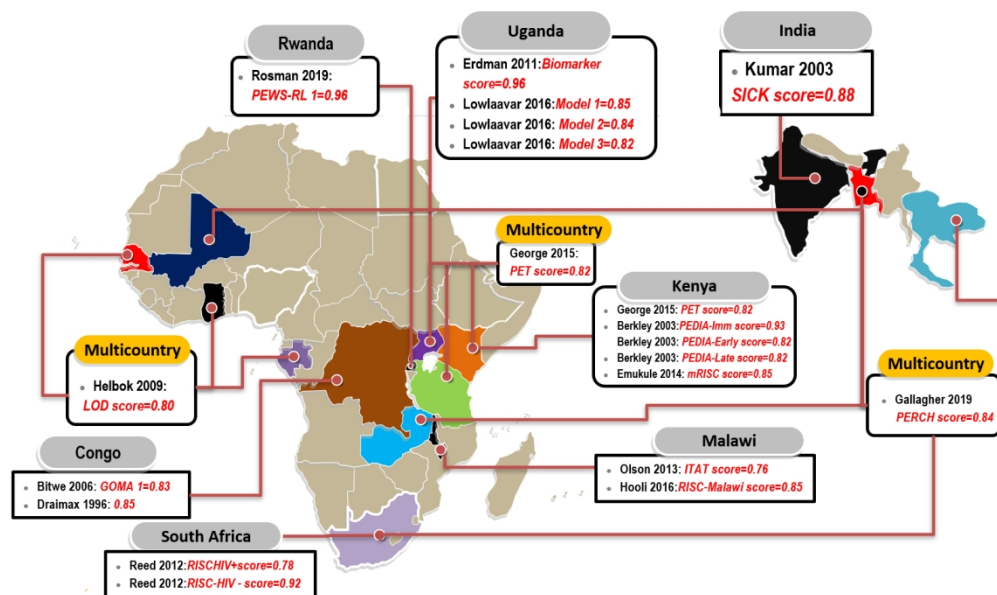 Rwanda
Rosman 2019:
PEWS-RL 1=0.96
Uganda
Erdman 2011:Biomarker
score=0.96
Lowlaavar 2016: Model 1=0.85
Lowlaavar 2016: Model 2=0.84
Lowlaavar 2016: Model 3=0.82
India
Kumar 2003
SICK score=0.88
Multicountry
George 2015:
PET score=0.82
Kenya
George 2015: PET score=0.82
Berkley 2003:PEDIA-Imm score=0.93
Berkley 2003:PEDIA-Early score=0.82
Berkley 2003: PEDIA-Late score=0.82
Emukule 2014: mRISC score=0.85
Multicountry
Helbok 2009:
LOD score=0.80
Multicountry
Gallagher 2019
PERCH score=0.84
Congo
Bitwe 2006: GOMA 1=0.83
Draimax 1996: 0.85
Malawi
Olson 2013: ITAT score=0.76
Hooli 2016:RISC-Malawi score=0.85
South Africa
Reed 2012:RISCHIV+score=0.78
Reed 2012:RISC-HIV - score=0.92